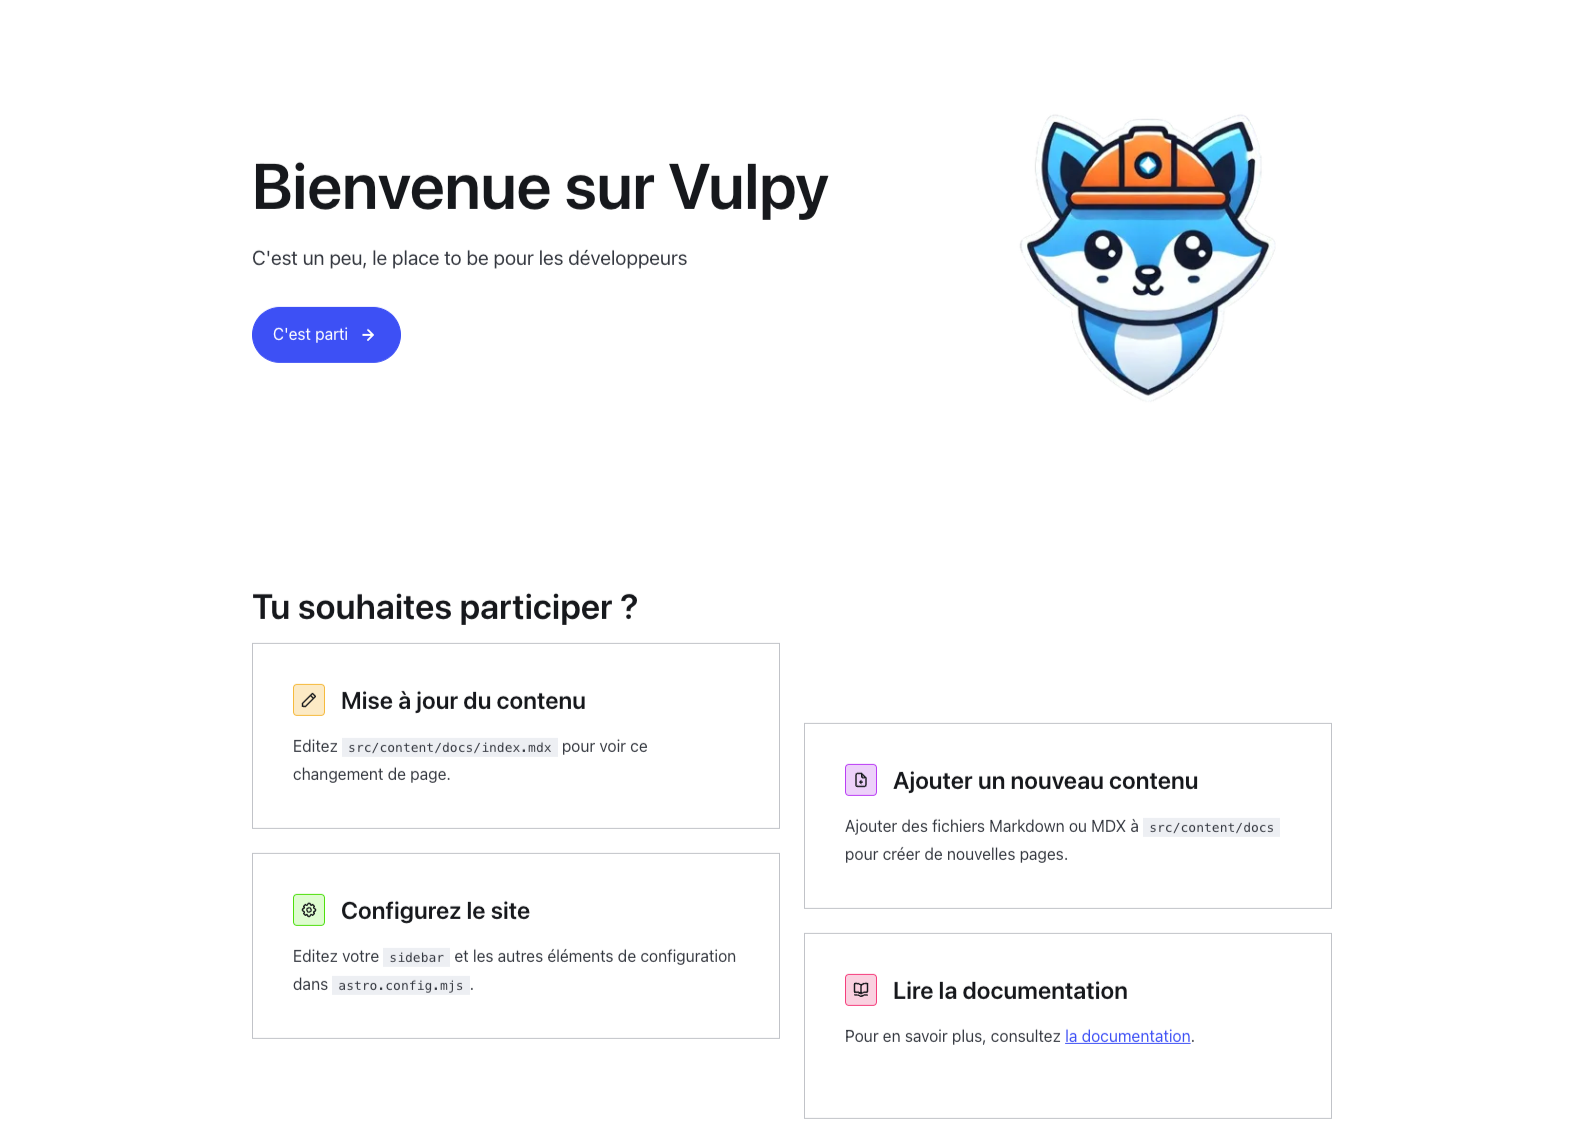 Bienvenue sur Vulpy
C'est un peu, le place to be pour les développeurs
C'est parti
Tu souhaites participer ?
Mise à jour du contenu
Editez src/content/docs/index.mdx pour voir ce
changement de page.
Ajouter un nouveau contenu
Ajouter des fichiers Markdown ou MDX à src/content/docs
pour créer de nouvelles pages.
Configurez le site
Editez votre sidebar et les autres éléments de configuration
dans astro.config.mjs.
Lire la documentation
Pour en savoir plus, consultez la documentation.